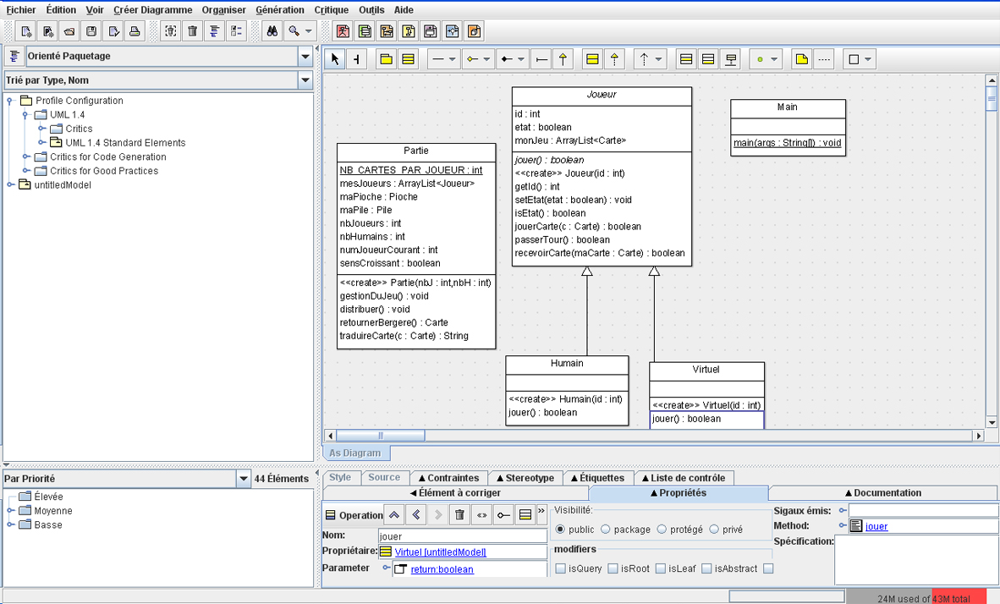 Fichier Édition Voir Créer Diagramme Organiser Génération Critique Outils Aide
Orienté Paquetage
Trié par Type, Nom
Profile Configuration
UML 1.4
Critics
UML 1.4 Standard Elements
Critics for Code Generation
Critics for Good Practices
untitledModel
Partie
NB_CARTES_PAR_JOUEUR : int
mesJoueurs : ArrayList<Joueur>
maPioche : Pioche
maPile : Pile
nbJoueurs : int
nbHumains : int
numJoueurCourant : int
sensCroissant : boolean
<<create>> Partie(nbJ : int,nbH : int)
gestionDuJeu() : void
distribuer() : void
retournerBergere() : Carte
traduireCarte(c : Carte) : String
Joueur
id : int
etat : boolean
monJeu : ArrayList<Carte>
jouer() : boolean
<<create>> Joueur(id : int)
getId() : int
setEtat(etat : boolean) : void
isEtat() : boolean
jouerCarte(c : Carte) : boolean
passerTour() : boolean
recevoirCarte(maCarte : Carte) : boolean
Main
main(args : String[]) : void
Humain
<<create>> Humain(id : int)
jouer() : boolean
Virtuel
<<create>> Virtuel(id : int)
jouer() : boolean
As Diagram
Par Priorité 44 Éléments
Élevée
Moyenne
Basse
Style Source Contraintes Stereotype Étiquettes Liste de contrôle
Élément à corriger Propriétés Documentation
Operation
Nom: jouer
Propriétaire: Virtuel [untitledModel]
Parameter return:boolean
Visibilité:
public package protégé privé
modifiers
isQuery isRoot isLeaf isAbstract
Sigaux émis:
Method: jouer
Spécification:
24M used of 43M total